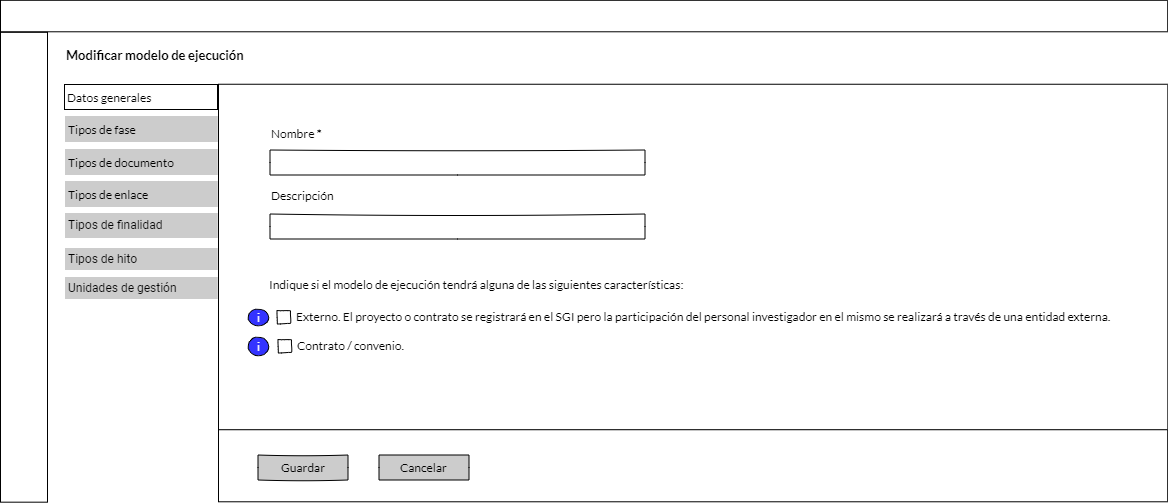 Modificar modelo de ejecución
Datos generales
Tipos de fase
Tipos de documento
Tipos de enlace
Tipos de finalidad
Tipos de hito
Unidades de gestión
Nombre *
Descripción
Indique si el modelo de ejecución tendrá alguna de las siguientes características:
i Externo. El proyecto o contrato se registrará en el SGI pero la participación del personal investigador en el mismo se realizará a través de una entidad externa.
i Contrato / convenio.
Guardar Cancelar